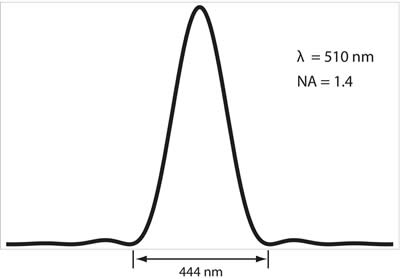 λ = 510 nm
NA = 1.4
444 nm